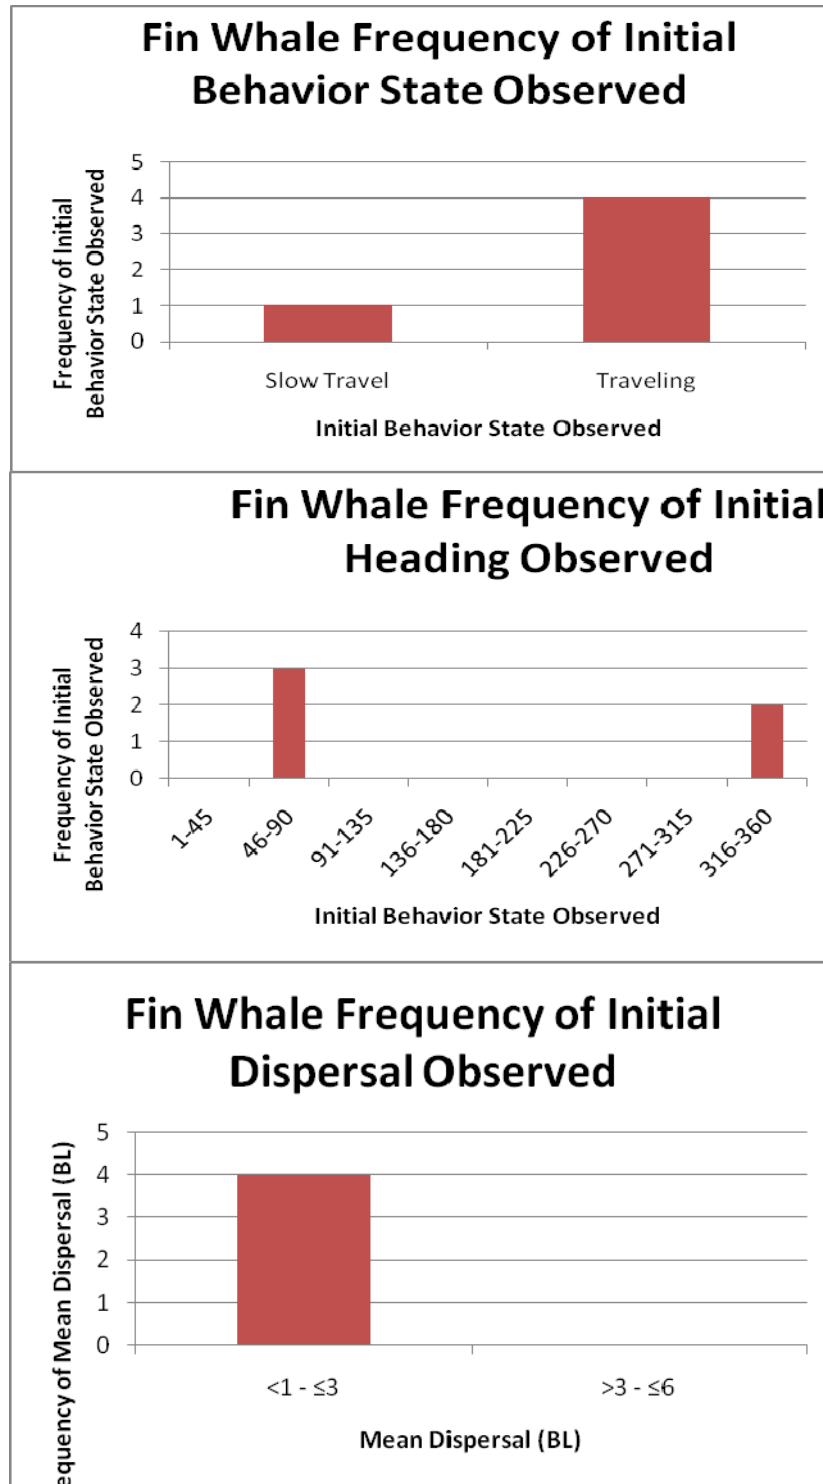 Fin Whale Frequency of Initial
Behavior State Observed
Frequency of Initial
Behavior State Observed
5
4
3
2
1
0
Slow Travel
Traveling
Initial Behavior State Observed
Fin Whale Frequency of Initial
Heading Observed
Frequency of Initial
Behavior State Observed
4
3
2
1
0
1-45
46-90
91-135
136-180
181-225
226-270
271-315
316-360
Initial Behavior State Observed
Fin Whale Frequency of Initial
Dispersal Observed
equency of Mean Dispersal (BL)
5
4
3
2
1
0
<1 - ≤3
>3 - ≤6
Mean Dispersal (BL)